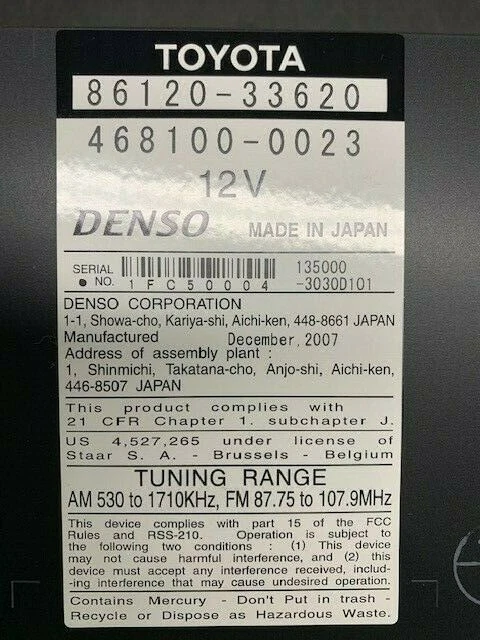 TOYOTA
86120-33620
468100-0023
12V
DENSO MADE IN JAPAN
SERIAL 135000
NO. 1FC50004 -3030D101
DENSO CORPORATION
1-1, Showa-cho, Kariya-shi, Aichi-ken, 448-8661 JAPAN
Manufactured December, 2007
Address of assembly plant :
1, Shinmichi, Takatana-cho, Anjo-shi, Aichi-ken,
446-8507 JAPAN
This product complies with
21 CFR Chapter 1. subchapter J.
US 4,527,265 under license of
Staar S. A. - Brussels - Belgium
TUNING RANGE
AM 530 to 1710KHz, FM 87.75 to 107.9MHz
This device complies with part 15 of the FCC
Rules and RSS-210. Operation is subject to
the following two conditions : (1) This device
may not cause harmful interference, and (2) this
device must accept any interference received, includ-
-ing interference that may cause undesired operation.
Contains Mercury - Don't Put in trash -
Recycle or Dispose as Hazardous Waste.